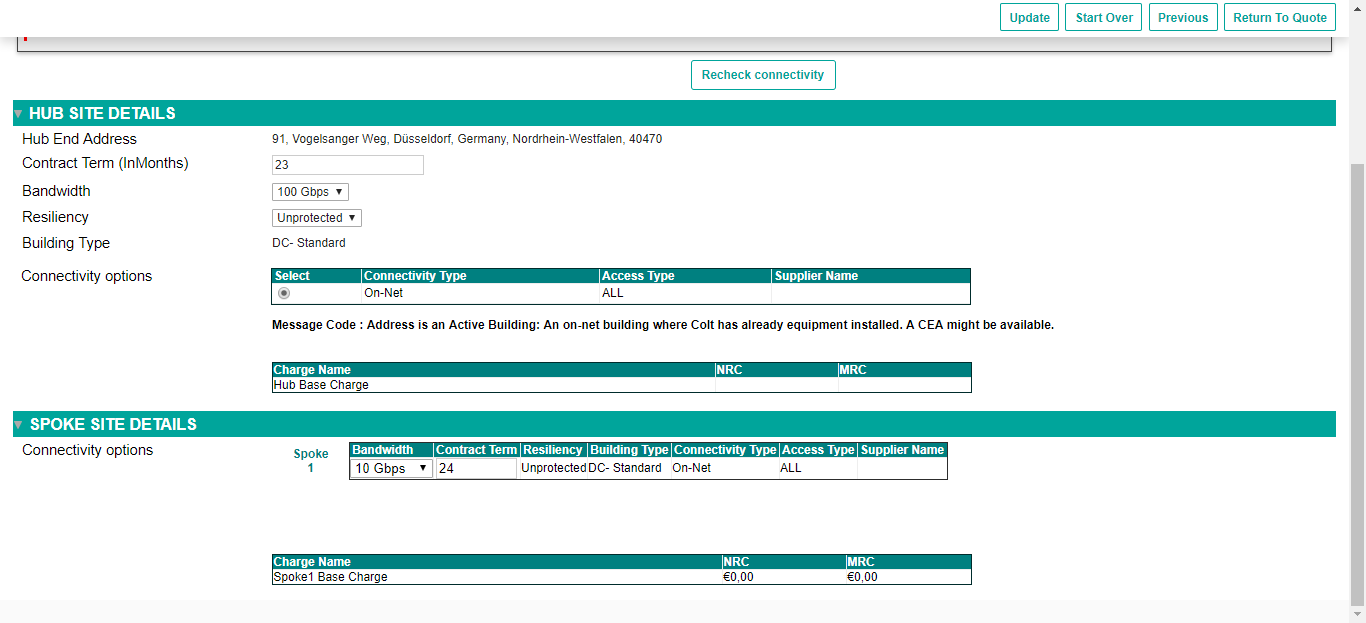 Update Start Over Previous Return To Quote
Recheck connectivity
HUB SITE DETAILS
Hub End Address 91, Vogelsanger Weg, Düsseldorf, Germany, Nordrhein-Westfalen, 40470
Contract Term (InMonths) 23
Bandwidth 100 Gbps
Resiliency Unprotected
Building Type DC- Standard
Connectivity options
Select Connectivity Type Access Type Supplier Name
On-Net ALL
Message Code : Address is an Active Building: An on-net building where Colt has already equipment installed. A CEA might be available.
Charge Name NRC MRC
Hub Base Charge
SPOKE SITE DETAILS
Connectivity options
Spoke 1
Bandwidth Contract Term Resiliency Building Type Connectivity Type Access Type Supplier Name
10 Gbps 24 Unprotected DC- Standard On-Net ALL
Charge Name NRC MRC
Spoke1 Base Charge €0,00 €0,00